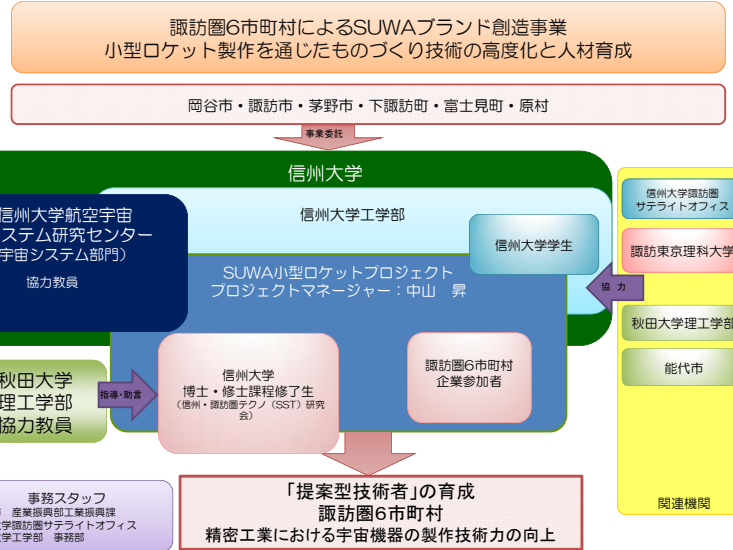 諏訪圏6市町村によるSUWAブランド創造事業
小型ロケット製作を通じたものづくり技術の高度化と人材育成
岡谷市・諏訪市・茅野市・下諏訪町・富士見町・原村
事業委託
信州大学
信州大学航空宇宙
システム研究センター
宇宙システム部門）
協力教員
信州大学工学部
信州大学学生
SUWA小型ロケットプロジェクト
プロジェクトマネージャー：中山　昇
信州大学
博士・修士課程修了生
（信州・諏訪圏テクノ（SST）研究
会）
諏訪圏6市町村
企業参加者
秋田大学
理工学部
協力教員
指導・助言
協 力
信州大学諏訪圏
サテライトオフィス
諏訪東京理科大学
秋田大学理工学部
能代市
関連機関
事務スタッフ
産業振興部工業振興課
大学諏訪圏サテライトオフィス
大学工学部 事務部
「提案型技術者」の育成
諏訪圏6市町村
精密工業における宇宙機器の製作技術力の向上